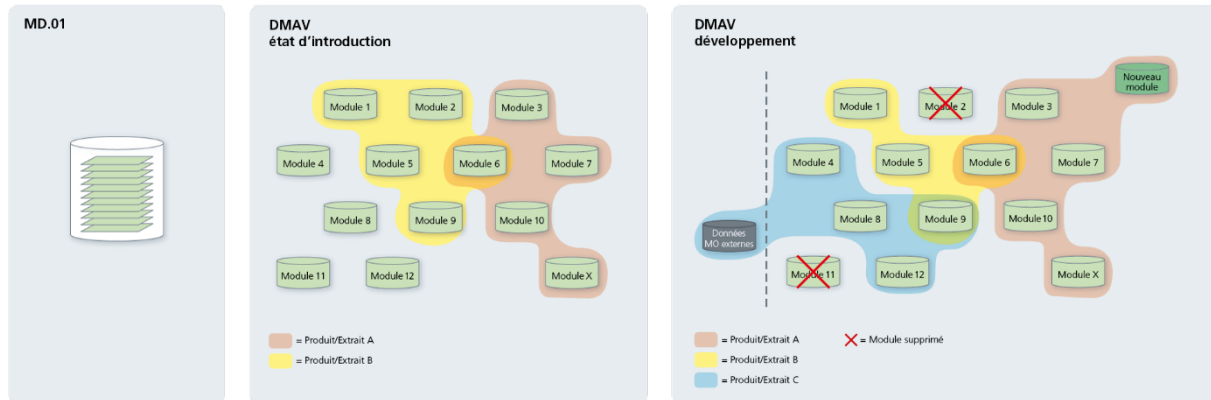 MD.01
DMAV
état d'introduction
Module 1
Module 2
Module 3
Module 4
Module 5
Module 6
Module 7
Module 8
Module 9
Module 10
Module 11
Module 12
Module X
= Produit/Extrait A
= Produit/Extrait B
DMAV
développement
Nouveau
module
Module 1
Module 2
Module 3
Module 4
Module 5
Module 6
Module 7
Données
MO externes
Module 8
Module 9
Module 10
Module 11
Module 12
Module X
= Produit/Extrait A
= Module supprimé
= Produit/Extrait B
= Produit/Extrait C